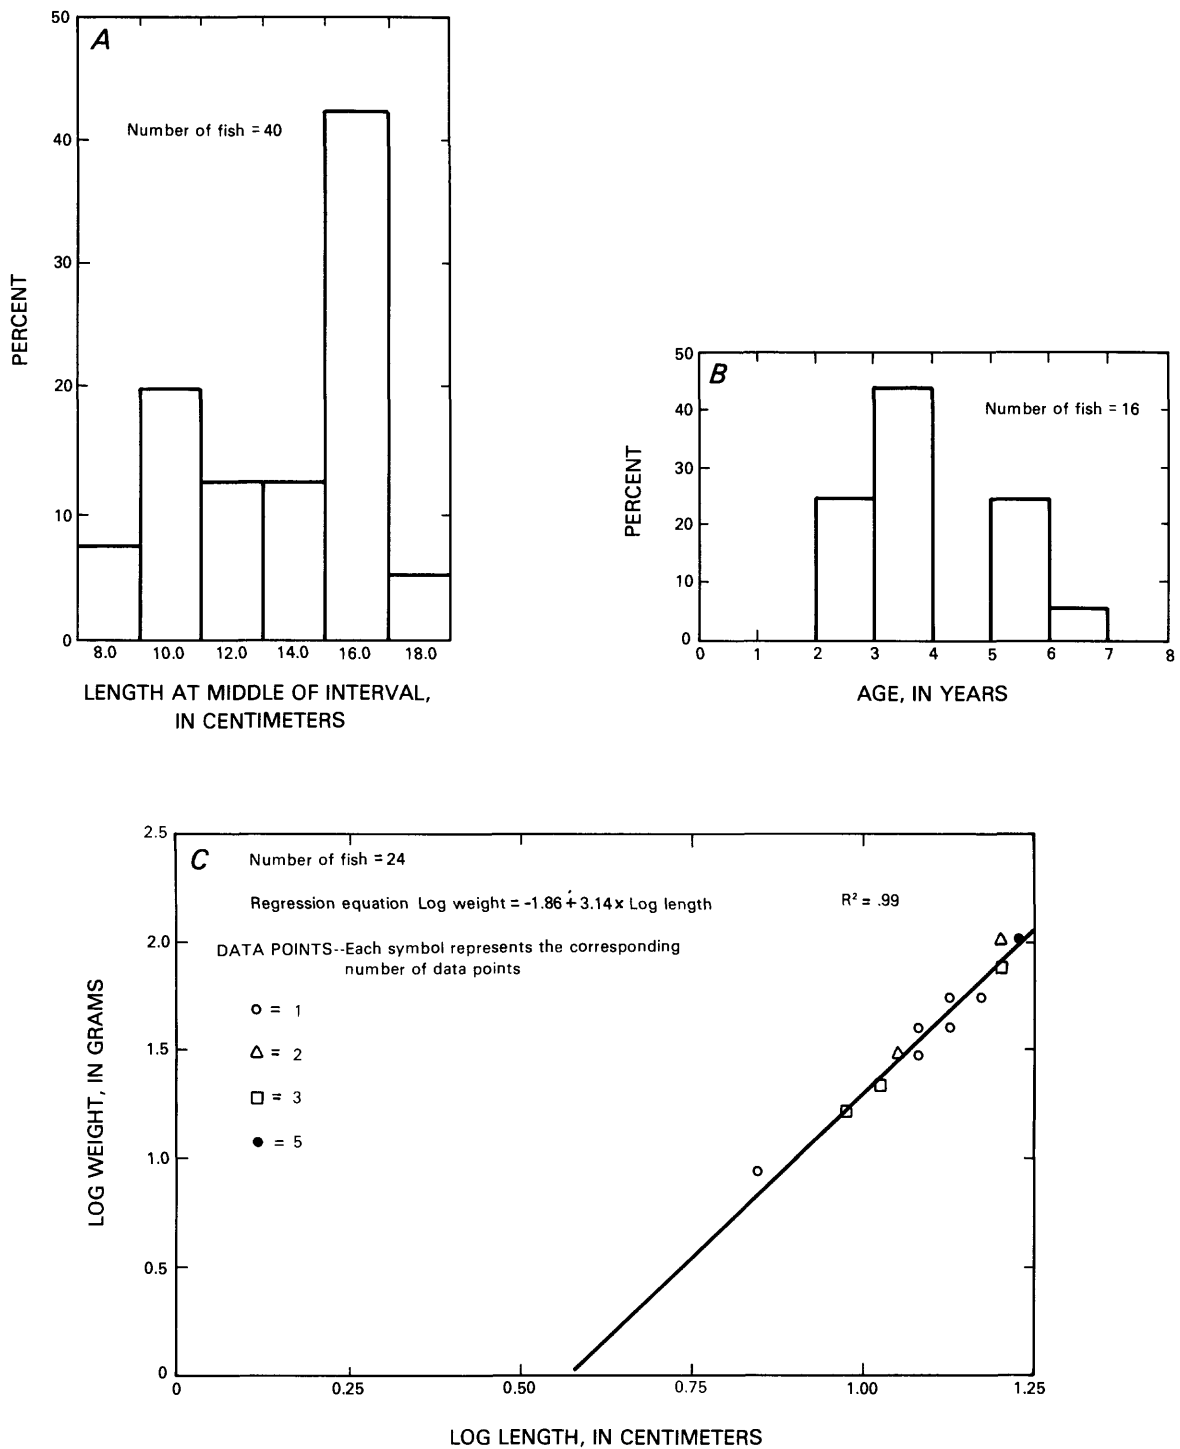 50
A
Number of fish = 40
40
30
20
10
0
PERCENT
8.0 10.0 12.0 14.0 16.0 18.0
LENGTH AT MIDDLE OF INTERVAL,
IN CENTIMETERS
50
B
Number of fish = 16
40
30
20
10
0
PERCENT
0 1 2 3 4 5 6 7 8
AGE, IN YEARS
2.5
C
Number of fish = 24
Regression equation Log weight = -1.86 + 3.14 x Log length
R² = .99
DATA POINTS--Each symbol represents the corresponding
number of data points
= 1
= 2
= 3
= 5
2.0
1.5
1.0
0.5
0
LOG WEIGHT, IN GRAMS
0 0.25 0.50 0.75 1.00 1.25
LOG LENGTH, IN CENTIMETERS